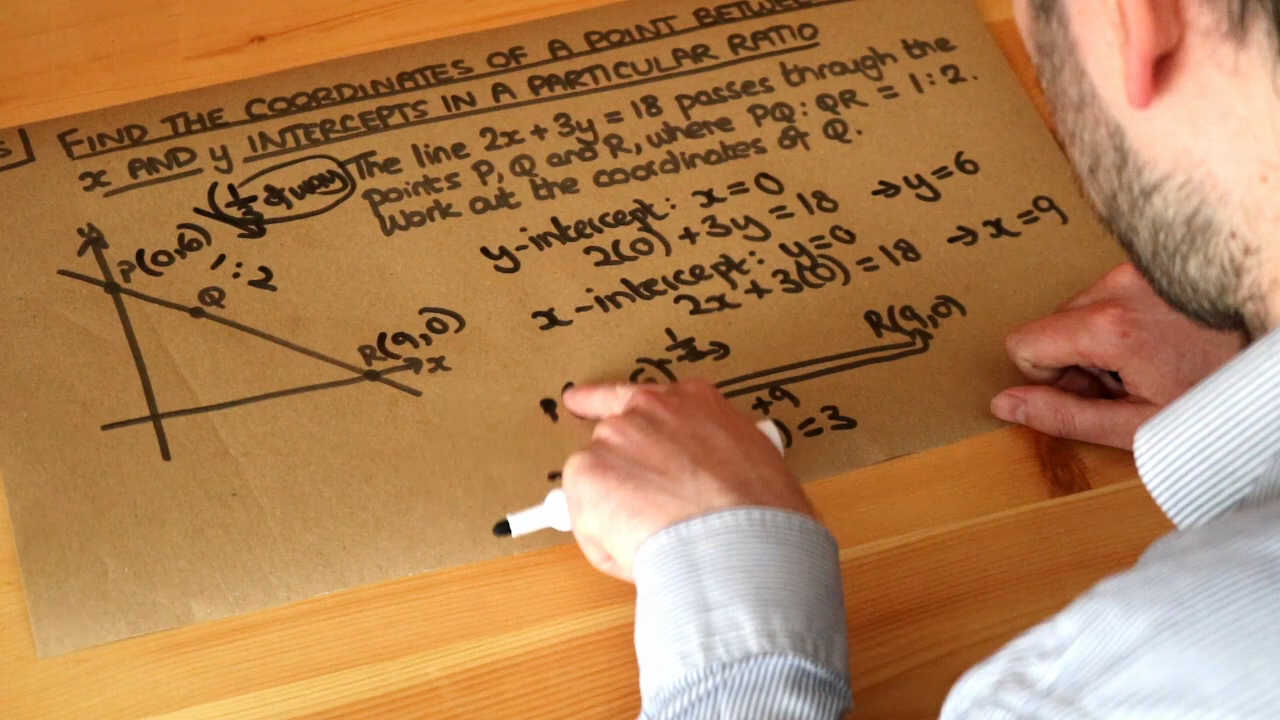 FIND THE COORDINATES OF A POINT
x AND y INTERCEPTS IN A PARTICULAR RATIO
The line 2x + 3y = 18 passes through the
points P, Q and R, where PQ : QR = 1 : 2.
Work out the coordinates of Q.
(1/3 of way)
y
P(0,6)
1 : 2
Q
R(9,0)
x
y-intercept: x = 0
2(0) + 3y = 18 → y = 6
x-intercept: y = 0
2x + 3(0) = 18 → x = 9
R(9,0)
+9
) = 3